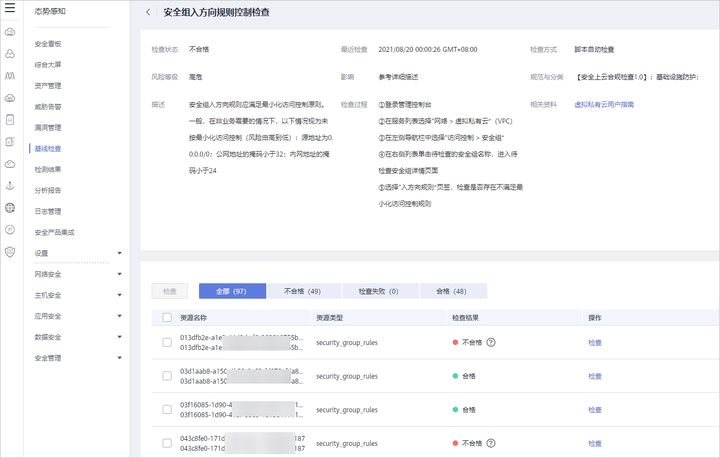 态势感知
安全看板
综合大屏
资产管理
威胁告警
漏洞管理
基线检查
检测结果
分析报告
日志管理
安全产品集成
设置
网络安全
主机安全
应用安全
数据安全
安全管理
安全组入方向规则控制检查
检查状态 不合格 最近检查 2021/08/20 00:00:26 GMT+08:00 检查方式 脚本自动检查
风险等级 高危 影响 参考详细描述 规范与分类 【安全上云合规检查1.0】：基础设施防护；
描述 安全组入方向规则应满足最小化访问控制原则。
一般，在非业务需要的情况下，以下情况视为未
按最小化访问控制（风险由高到低）：源地址为0.
0.0.0/0；公网地址的掩码小于32；内网地址的掩
码小于24
检查过程 ①登录管理控制台
②在服务列表选择“网络 > 虚拟私有云”（VPC）
③在左侧导航栏中选择“访问控制 > 安全组”
④在右侧列表单击待检查的安全组名称，进入待
检查安全组详情页面
⑤选择“入方向规则”页签，检查是否存在不满足最
小化访问控制规则
相关资料 虚拟私有云用户指南
检查 全部（97） 不合格（49） 检查失败（0） 合格（48）
资源名称 资源类型 检查结果 操作
013dfb2e-a1e
013dfb2e-a1e 5b... security_group_rules 不合格 检查
03d1aab8-a150
03d1aab8-a150 a8... security_group_rules 合格 检查
03f16085-1d90-4 1...
03f16085-1d90-4 security_group_rules 合格 检查
043c8fe0-171d 187
043c8fe0-171d 187 security_group_rules 不合格 检查